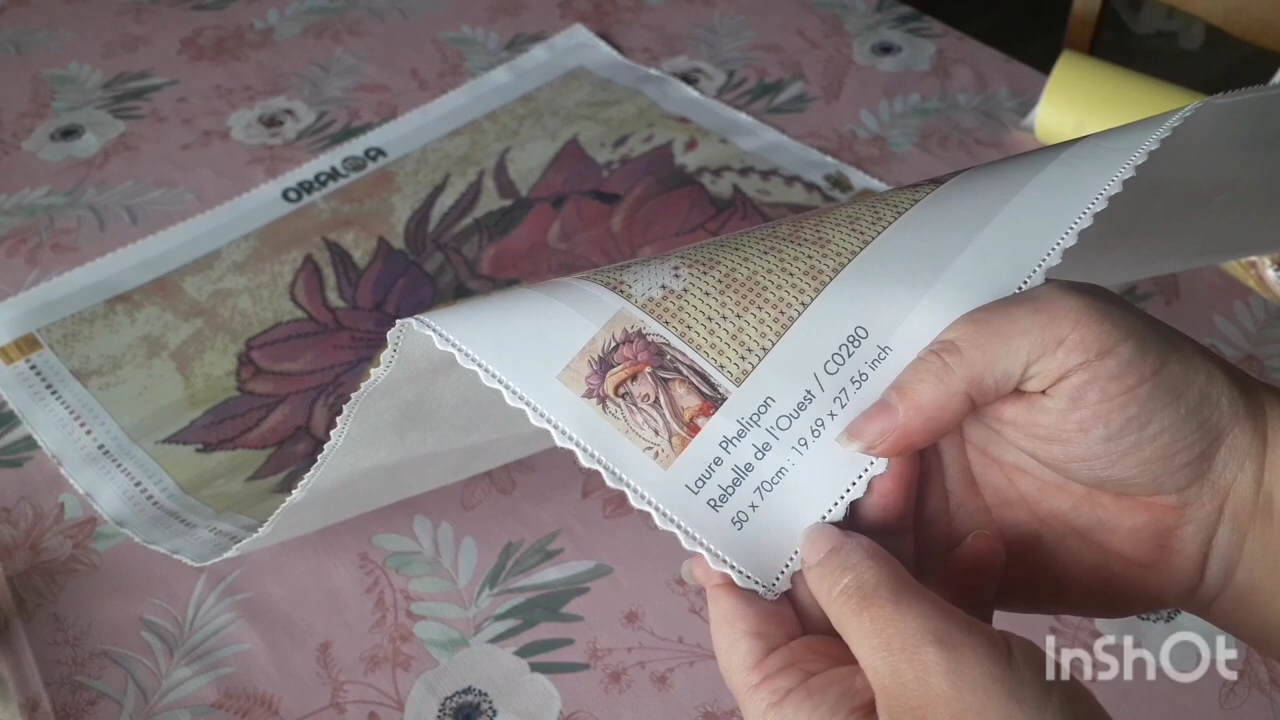 ORALOA
Laure Phelipon
Rebelle de l'Ouest / C0280
50 x 70cm : 19.69 x 27.56 inch
InShOt